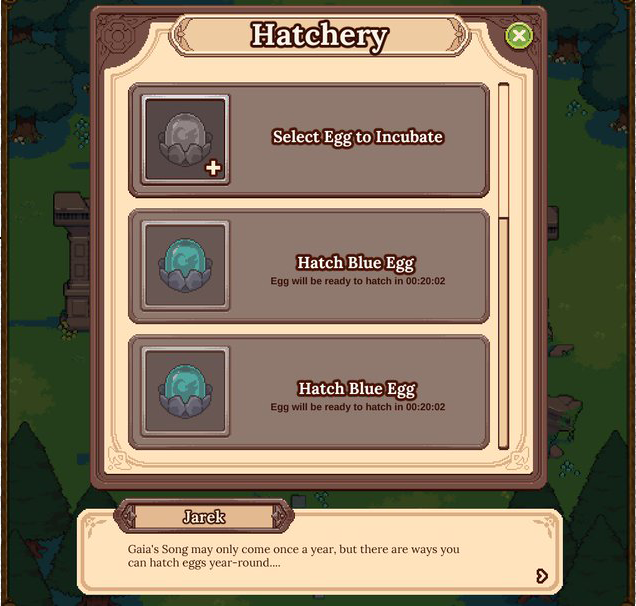 Hatchery
Select Egg to Incubate
Hatch Blue Egg
Egg will be ready to hatch in 00:20:02
Hatch Blue Egg
Egg will be ready to hatch in 00:20:02
Jarek
Gaia's Song may only come once a year, but there are ways you
can hatch eggs year-round....